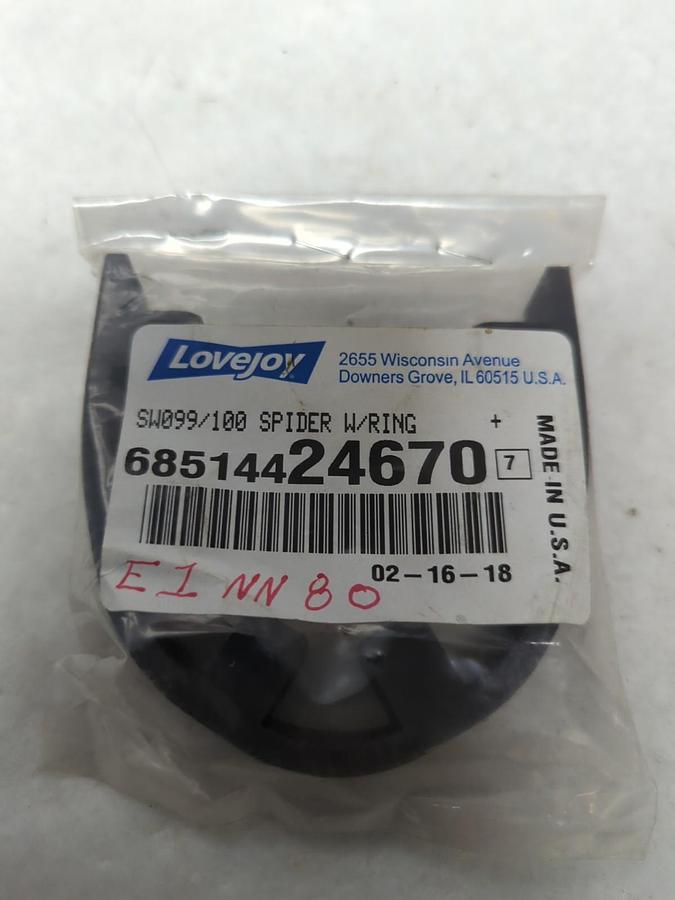 Lovejoy
2655 Wisconsin Avenue
Downers Grove, IL 60515 U.S.A.
SW099/100 SPIDER W/RING +
68514424670 7
MADE IN U.S.A.
02-16-18
E1 NN 80